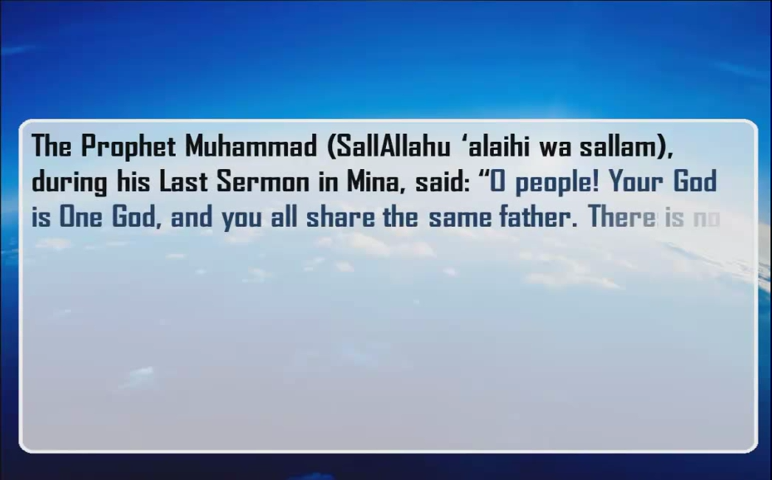 The Prophet Muhammad (SallAllahu ‘alaihi wa sallam),
during his Last Sermon in Mina, said: “O people! Your God
is One God, and you all share the same father. There is no